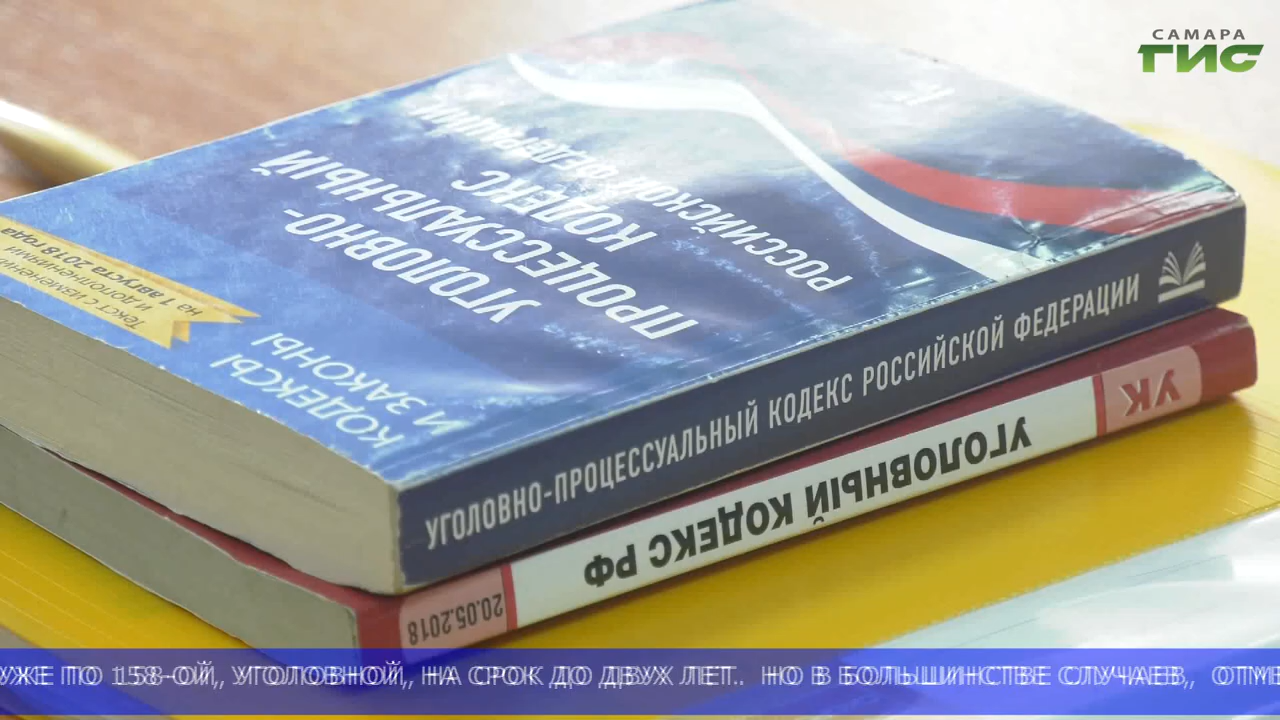 САМАРА
ГИС
УГОЛОВНО-
ПРОЦЕССУАЛЬНЫЙ
КОДЕКС
РОССИЙСКОЙ ФЕДЕРАЦИИ
Текст с изменениями
и дополнениями
на 1 августа 2018 года
КОДЕКСЫ
И ЗАКОНЫ
УГОЛОВНО-ПРОЦЕССУАЛЬНЫЙ КОДЕКС РОССИЙСКОЙ ФЕДЕРАЦИИ
УК
УГОЛОВНЫЙ КОДЕКС РФ
20.05.2018
УЖЕ ПО 158-ОЙ, УГОЛОВНОЙ, НА СРОК ДО ДВУХ ЛЕТ. НО В БОЛЬШИНСТВЕ СЛУЧАЕВ,